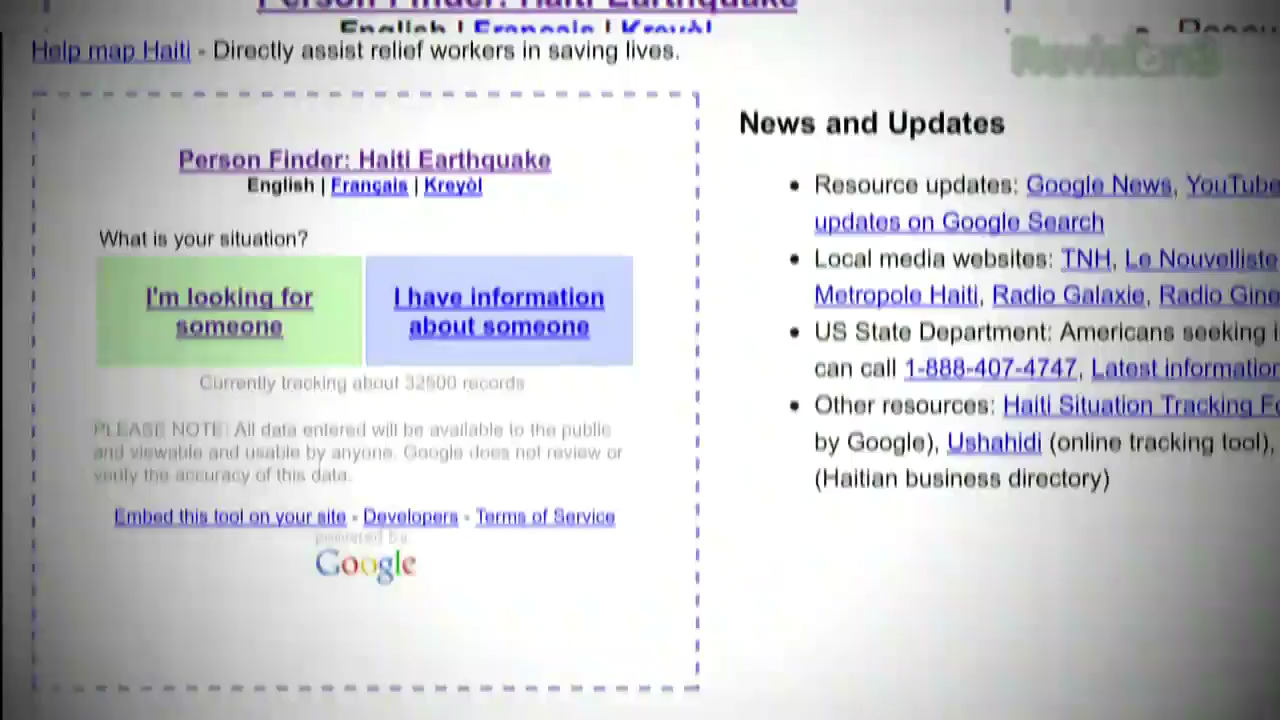 Person Finder: Haiti Earthquake
English | Français | Kreyòl
Help map Haiti - Directly assist relief workers in saving lives.
Person Finder: Haiti Earthquake
English | Français | Kreyòl
What is your situation?
I'm looking for
someone
I have information
about someone
Currently tracking about 32500 records
PLEASE NOTE: All data entered will be available to the public
and viewable and usable by anyone. Google does not review or
verify the accuracy of this data.
Embed this tool on your site - Developers - Terms of Service
powered by
Google
Revision3
News and Updates
• Resource updates: Google News, YouTube
updates on Google Search
• Local media websites: TNH, Le Nouvelliste
Metropole Haiti, Radio Galaxie, Radio Gine
• US State Department: Americans seeking i
can call 1-888-407-4747, Latest information
• Other resources: Haiti Situation Tracking Fo
by Google), Ushahidi (online tracking tool),
(Haitian business directory)